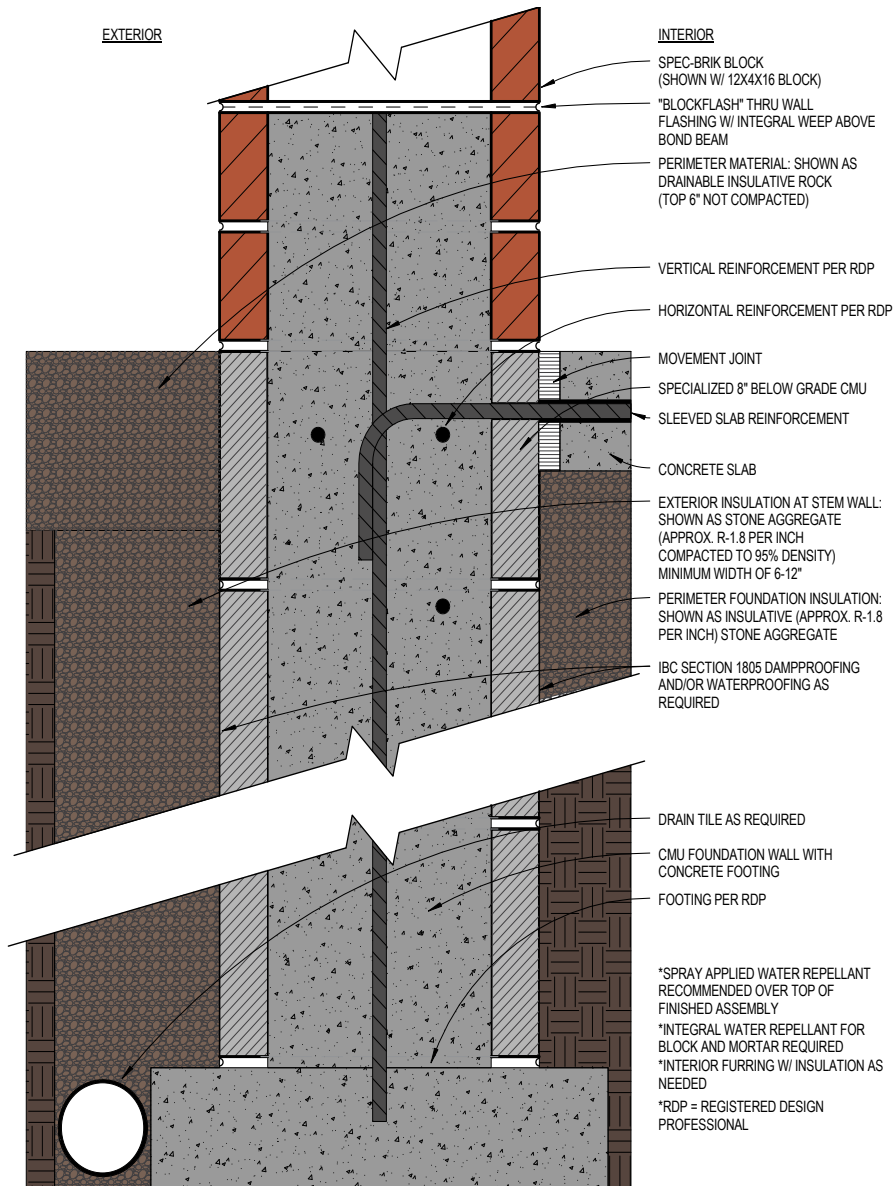 EXTERIOR
INTERIOR
SPEC-BRIK BLOCK
(SHOWN W/ 12X4X16 BLOCK)
"BLOCKFLASH" THRU WALL
FLASHING W/ INTEGRAL WEEP ABOVE
BOND BEAM
PERIMETER MATERIAL: SHOWN AS
DRAINABLE INSULATIVE ROCK
(TOP 6" NOT COMPACTED)
VERTICAL REINFORCEMENT PER RDP
HORIZONTAL REINFORCEMENT PER RDP
MOVEMENT JOINT
SPECIALIZED 8" BELOW GRADE CMU
SLEEVED SLAB REINFORCEMENT
CONCRETE SLAB
EXTERIOR INSULATION AT STEM WALL:
SHOWN AS STONE AGGREGATE
(APPROX. R-1.8 PER INCH
COMPACTED TO 95% DENSITY)
MINIMUM WIDTH OF 6-12"
PERIMETER FOUNDATION INSULATION:
SHOWN AS INSULATIVE (APPROX. R-1.8
PER INCH) STONE AGGREGATE
IBC SECTION 1805 DAMPPROOFING
AND/OR WATERPROOFING AS
REQUIRED
DRAIN TILE AS REQUIRED
CMU FOUNDATION WALL WITH
CONCRETE FOOTING
FOOTING PER RDP
*SPRAY APPLIED WATER REPELLANT
RECOMMENDED OVER TOP OF
FINISHED ASSEMBLY
*INTEGRAL WATER REPELLANT FOR
BLOCK AND MORTAR REQUIRED
*INTERIOR FURRING W/ INSULATION AS
NEEDED
*RDP = REGISTERED DESIGN
PROFESSIONAL